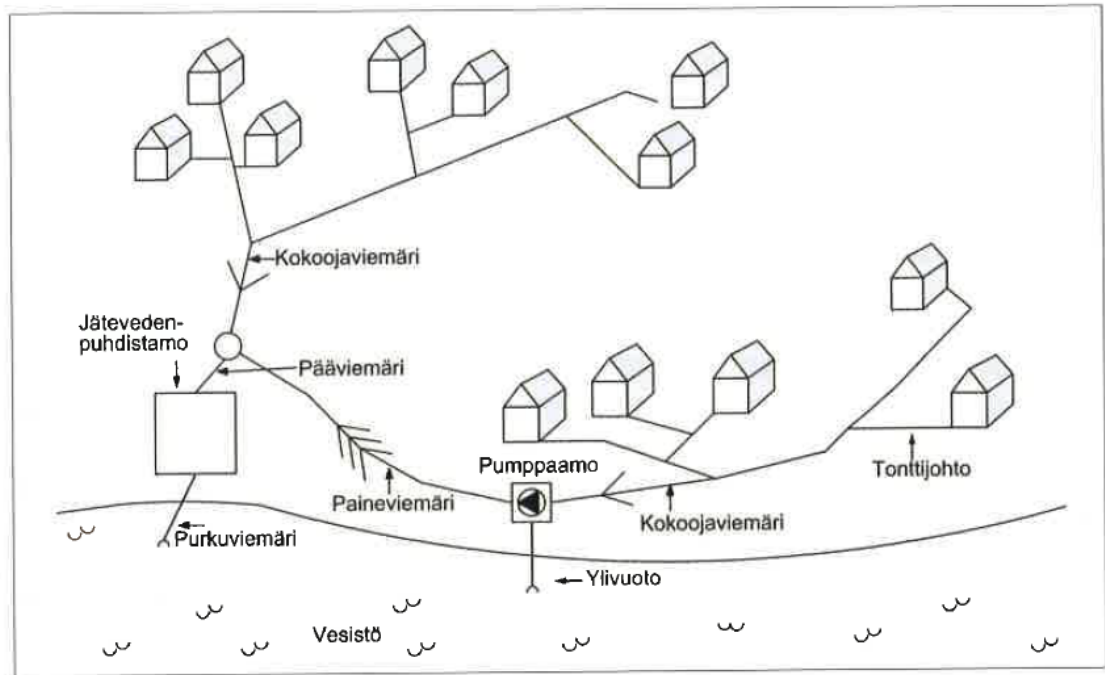 Kokoojaviemäri
Jäteveden-
puhdistamo
Pääviemäri
Pumppaamo
Tonttijohto
Paineviemäri
Kokoojaviemäri
Purkuviemäri
Ylivuoto
Vesistö